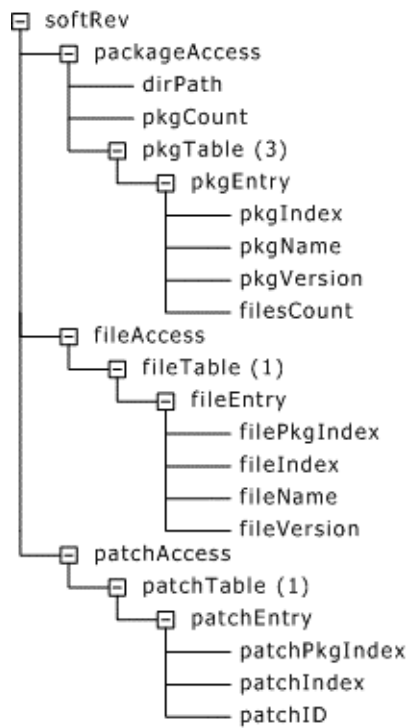 softRev
packageAccess
dirPath
pkgCount
pkgTable (3)
pkgEntry
pkgIndex
pkgName
pkgVersion
filesCount
fileAccess
fileTable (1)
fileEntry
filePkgIndex
fileIndex
fileName
fileVersion
patchAccess
patchTable (1)
patchEntry
patchPkgIndex
patchIndex
patchID